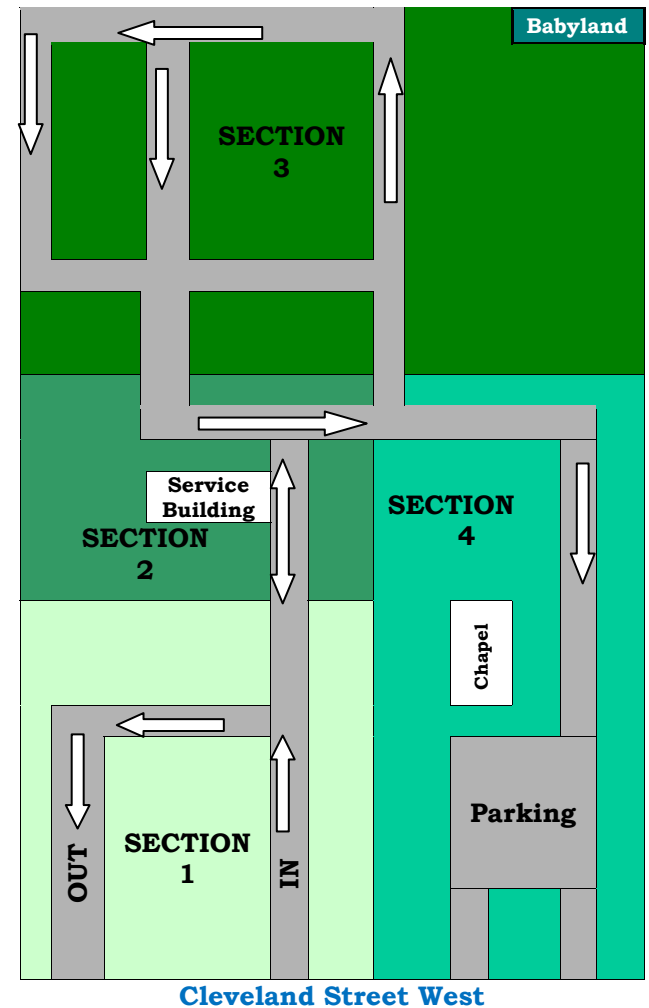 Babyland
SECTION
3
Service
Building
SECTION
2
SECTION
4
Chapel
Parking
SECTION
1
OUT
IN
Cleveland Street West